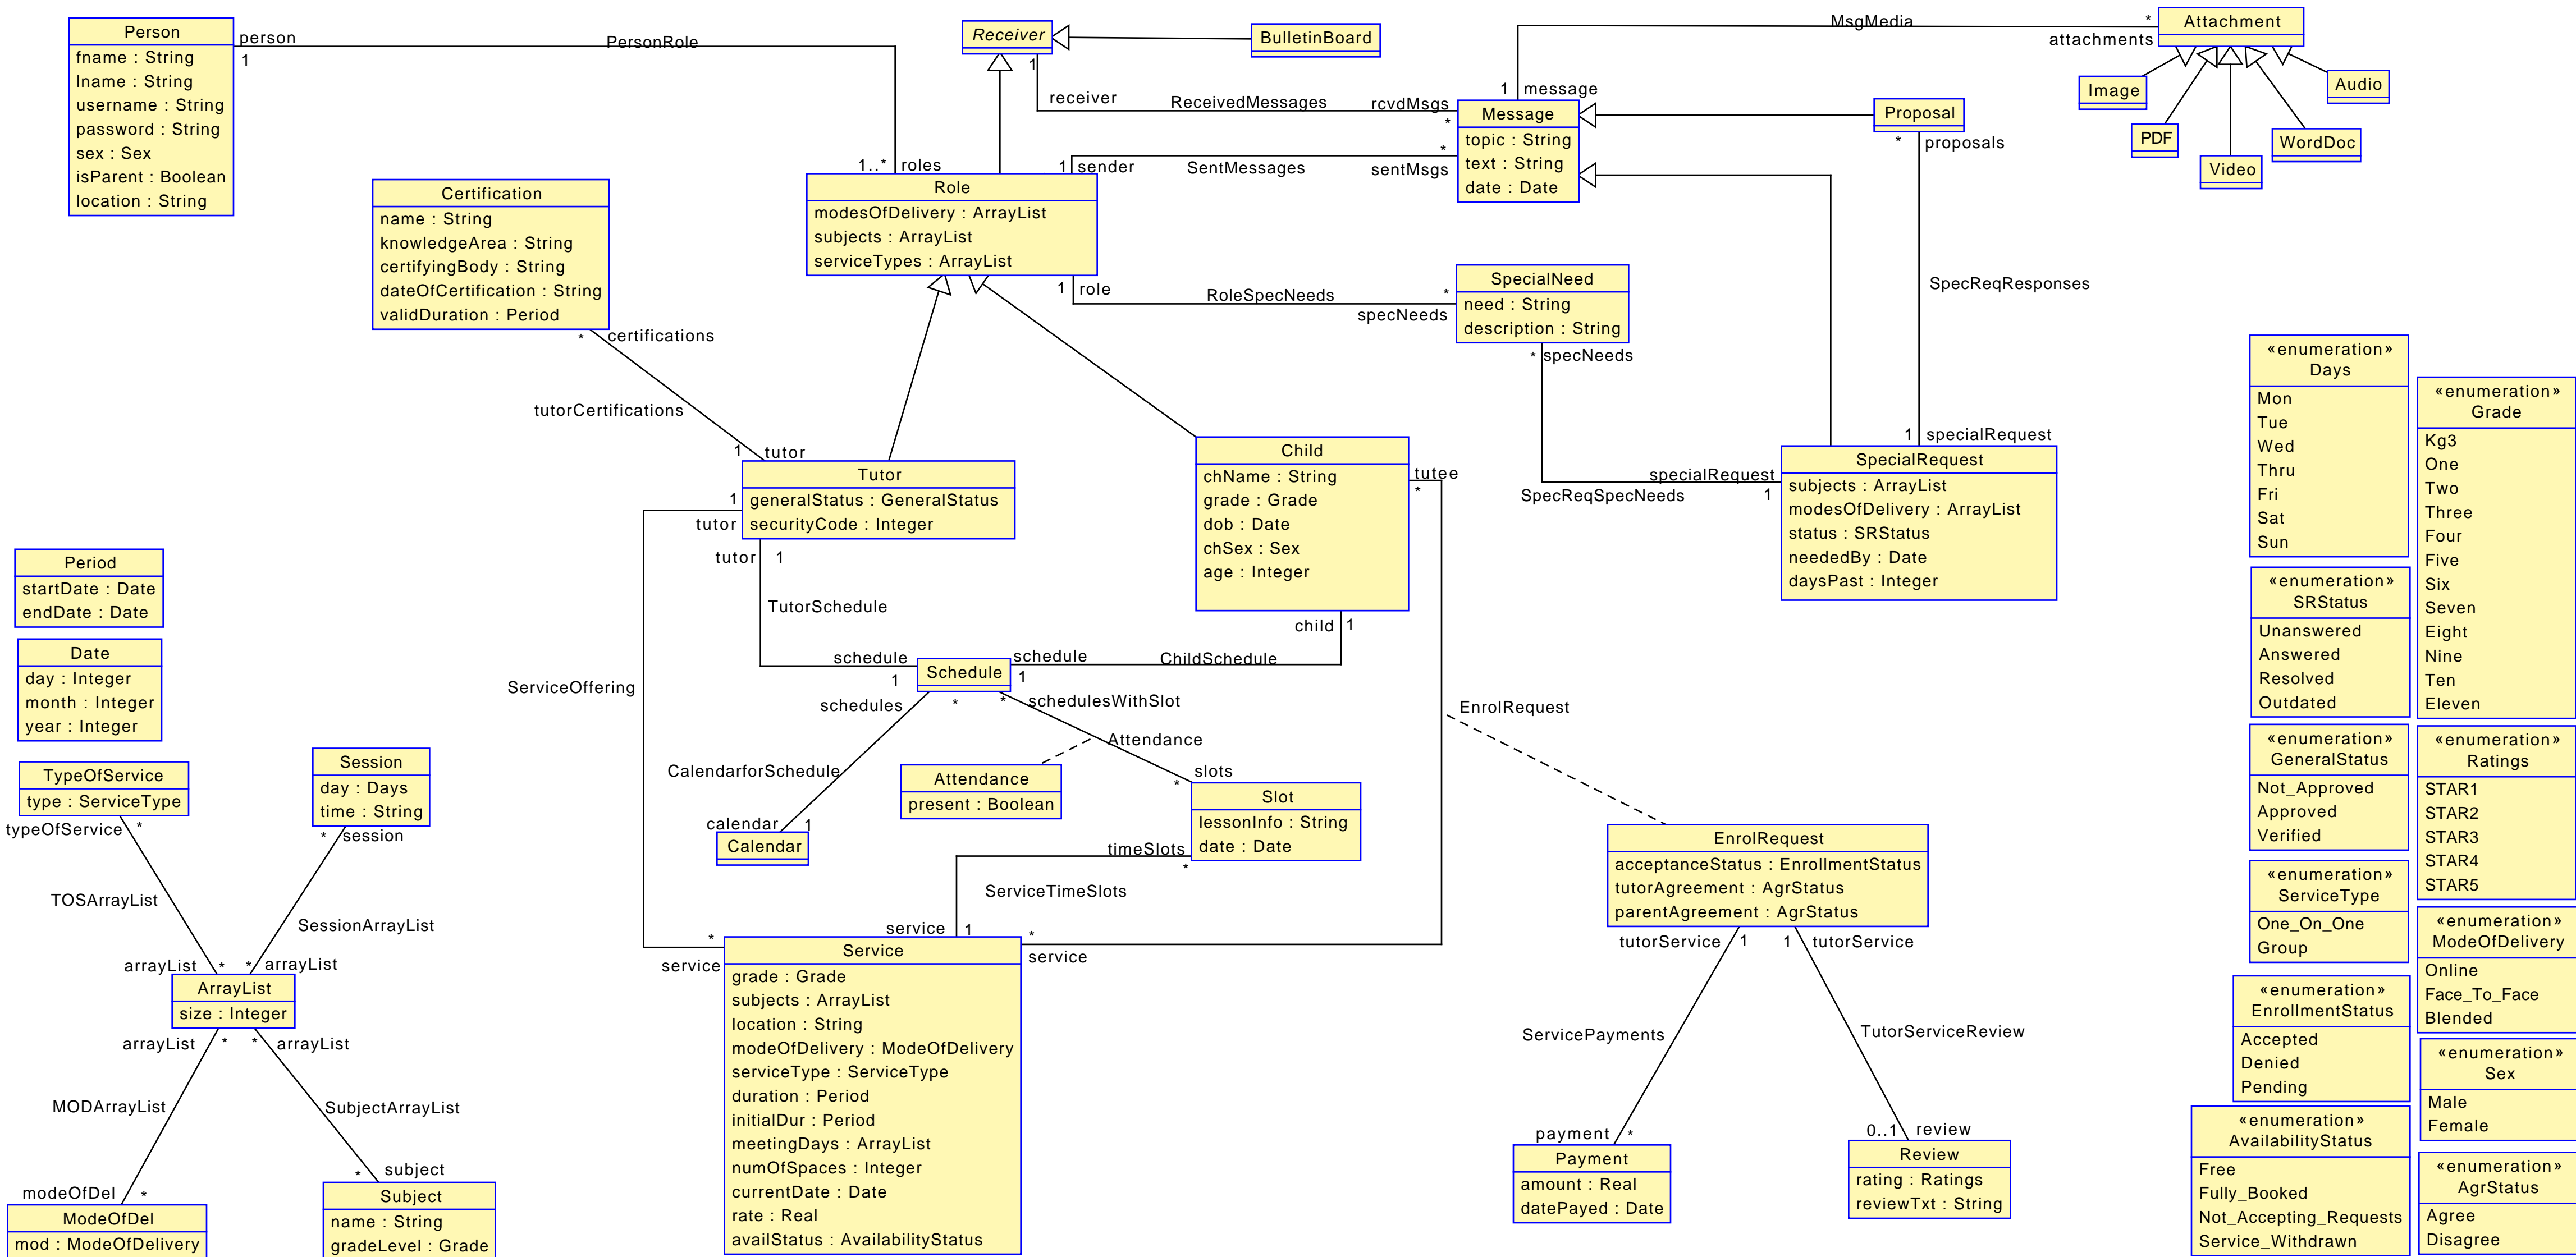 Person
fname : String
lname : String
username : String
password : String
sex : Sex
isParent : Boolean
location : String
person
1
PersonRole
1..*
roles
Receiver
1
receiver
BulletinBoard
ReceivedMessages
rcvdMsgs
*
MsgMedia
*
attachments
1
message
Attachment
Image
PDF
Video
WordDoc
Audio
Message
topic : String
text : String
date : Date
Proposal
*
proposals
SpecReqResponses
1
specialRequest
1
sender
SentMessages
*
sentMsgs
Role
modesOfDelivery : ArrayList
subjects : ArrayList
serviceTypes : ArrayList
1
role
RoleSpecNeeds
*
specNeeds
SpecialNeed
need : String
description : String
*
specNeeds
SpecReqSpecNeeds
specialRequest
1
SpecialRequest
subjects : ArrayList
modesOfDelivery : ArrayList
status : SRStatus
neededBy : Date
daysPast : Integer
Certification
name : String
knowledgeArea : String
certifyingBody : String
dateOfCertification : String
validDuration : Period
*
certifications
tutorCertifications
1
tutor
Tutor
generalStatus : GeneralStatus
securityCode : Integer
1
tutor
tutor
1
TutorSchedule
schedule
1
Child
chName : String
grade : Grade
dob : Date
chSex : Sex
age : Integer
tutee
*
child
1
ChildSchedule
schedule
1
Schedule
schedules
*
*
schedulesWithSlot
CalendarforSchedule
calendar
1
Calendar
Attendance
Attendance
present : Boolean
slots
*
Slot
lessonInfo : String
date : Date
timeSlots
*
ServiceTimeSlots
service
1
ServiceOffering
*
service
*
service
Service
grade : Grade
subjects : ArrayList
location : String
modeOfDelivery : ModeOfDelivery
serviceType : ServiceType
duration : Period
initialDur : Period
meetingDays : ArrayList
numOfSpaces : Integer
currentDate : Date
rate : Real
availStatus : AvailabilityStatus
EnrolRequest
EnrolRequest
acceptanceStatus : EnrollmentStatus
tutorAgreement : AgrStatus
parentAgreement : AgrStatus
tutorService
1
1
tutorService
ServicePayments
TutorServiceReview
payment
*
0..1
review
Payment
amount : Real
datePayed : Date
Review
rating : Ratings
reviewTxt : String
Period
startDate : Date
endDate : Date
Date
day : Integer
month : Integer
year : Integer
TypeOfService
type : ServiceType
typeOfService
*
Session
day : Days
time : String
*
session
TOSArrayList
SessionArrayList
arrayList
*
*
arrayList
ArrayList
size : Integer
arrayList
*
*
arrayList
MODArrayList
SubjectArrayList
modeOfDel
*
*
subject
ModeOfDel
mod : ModeOfDelivery
Subject
name : String
gradeLevel : Grade
«enumeration»
Days
Mon
Tue
Wed
Thru
Fri
Sat
Sun
«enumeration»
Grade
Kg3
One
Two
Three
Four
Five
Six
Seven
Eight
Nine
Ten
Eleven
«enumeration»
SRStatus
Unanswered
Answered
Resolved
Outdated
«enumeration»
GeneralStatus
Not_Approved
Approved
Verified
«enumeration»
Ratings
STAR1
STAR2
STAR3
STAR4
STAR5
«enumeration»
ServiceType
One_On_One
Group
«enumeration»
ModeOfDelivery
Online
Face_To_Face
Blended
«enumeration»
EnrollmentStatus
Accepted
Denied
Pending
«enumeration»
Sex
Male
Female
«enumeration»
AvailabilityStatus
Free
Fully_Booked
Not_Accepting_Requests
Service_Withdrawn
«enumeration»
AgrStatus
Agree
Disagree